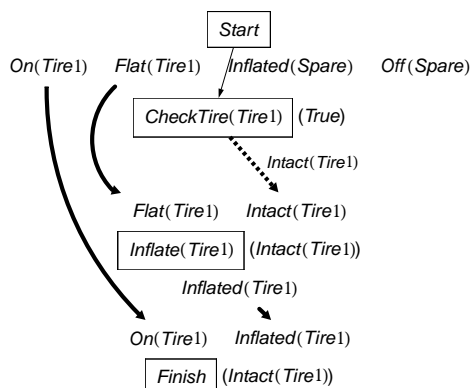 Start
On(Tire1) Flat(Tire1) Inflated(Spare) Off(Spare)
CheckTire(Tire1) (True)
Intact(Tire1)
Flat(Tire1) Intact(Tire1)
Inflate(Tire1) (Intact(Tire1))
Inflated(Tire1)
On(Tire1) Inflated(Tire1)
Finish (Intact(Tire1))